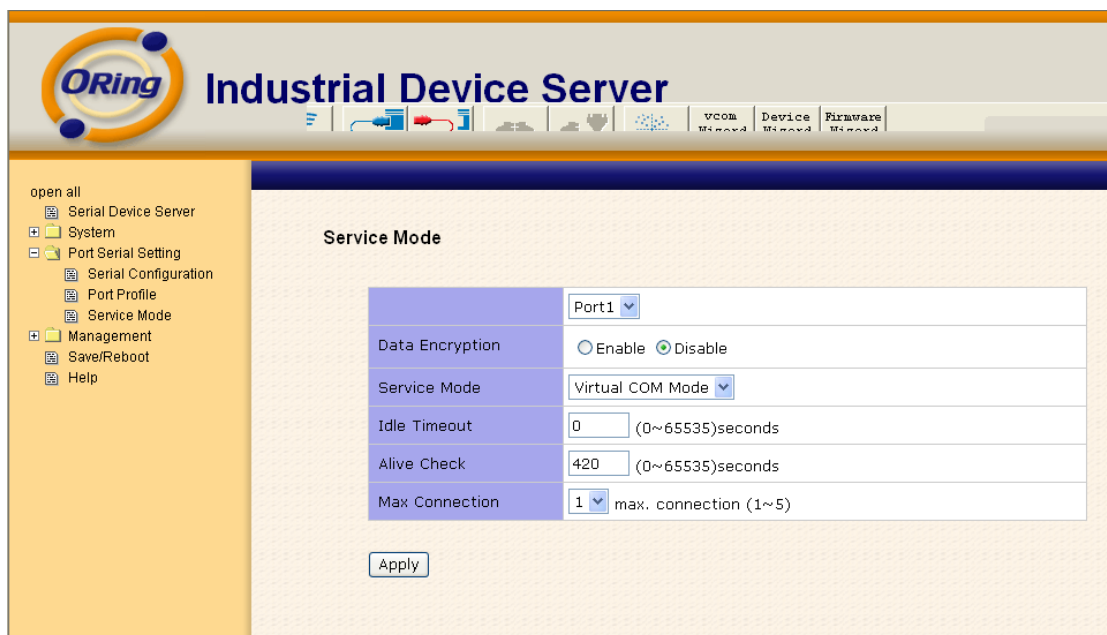 ORing
Industrial Device Server
vcom Device Firmware
Wizard Wizard Wizard
open all
Serial Device Server
System
Port Serial Setting
Serial Configuration
Port Profile
Service Mode
Management
Save/Reboot
Help
Service Mode
Port1
Data Encryption Enable Disable
Service Mode Virtual COM Mode
Idle Timeout 0 (0~65535)seconds
Alive Check 420 (0~65535)seconds
Max Connection 1 max. connection (1~5)
Apply